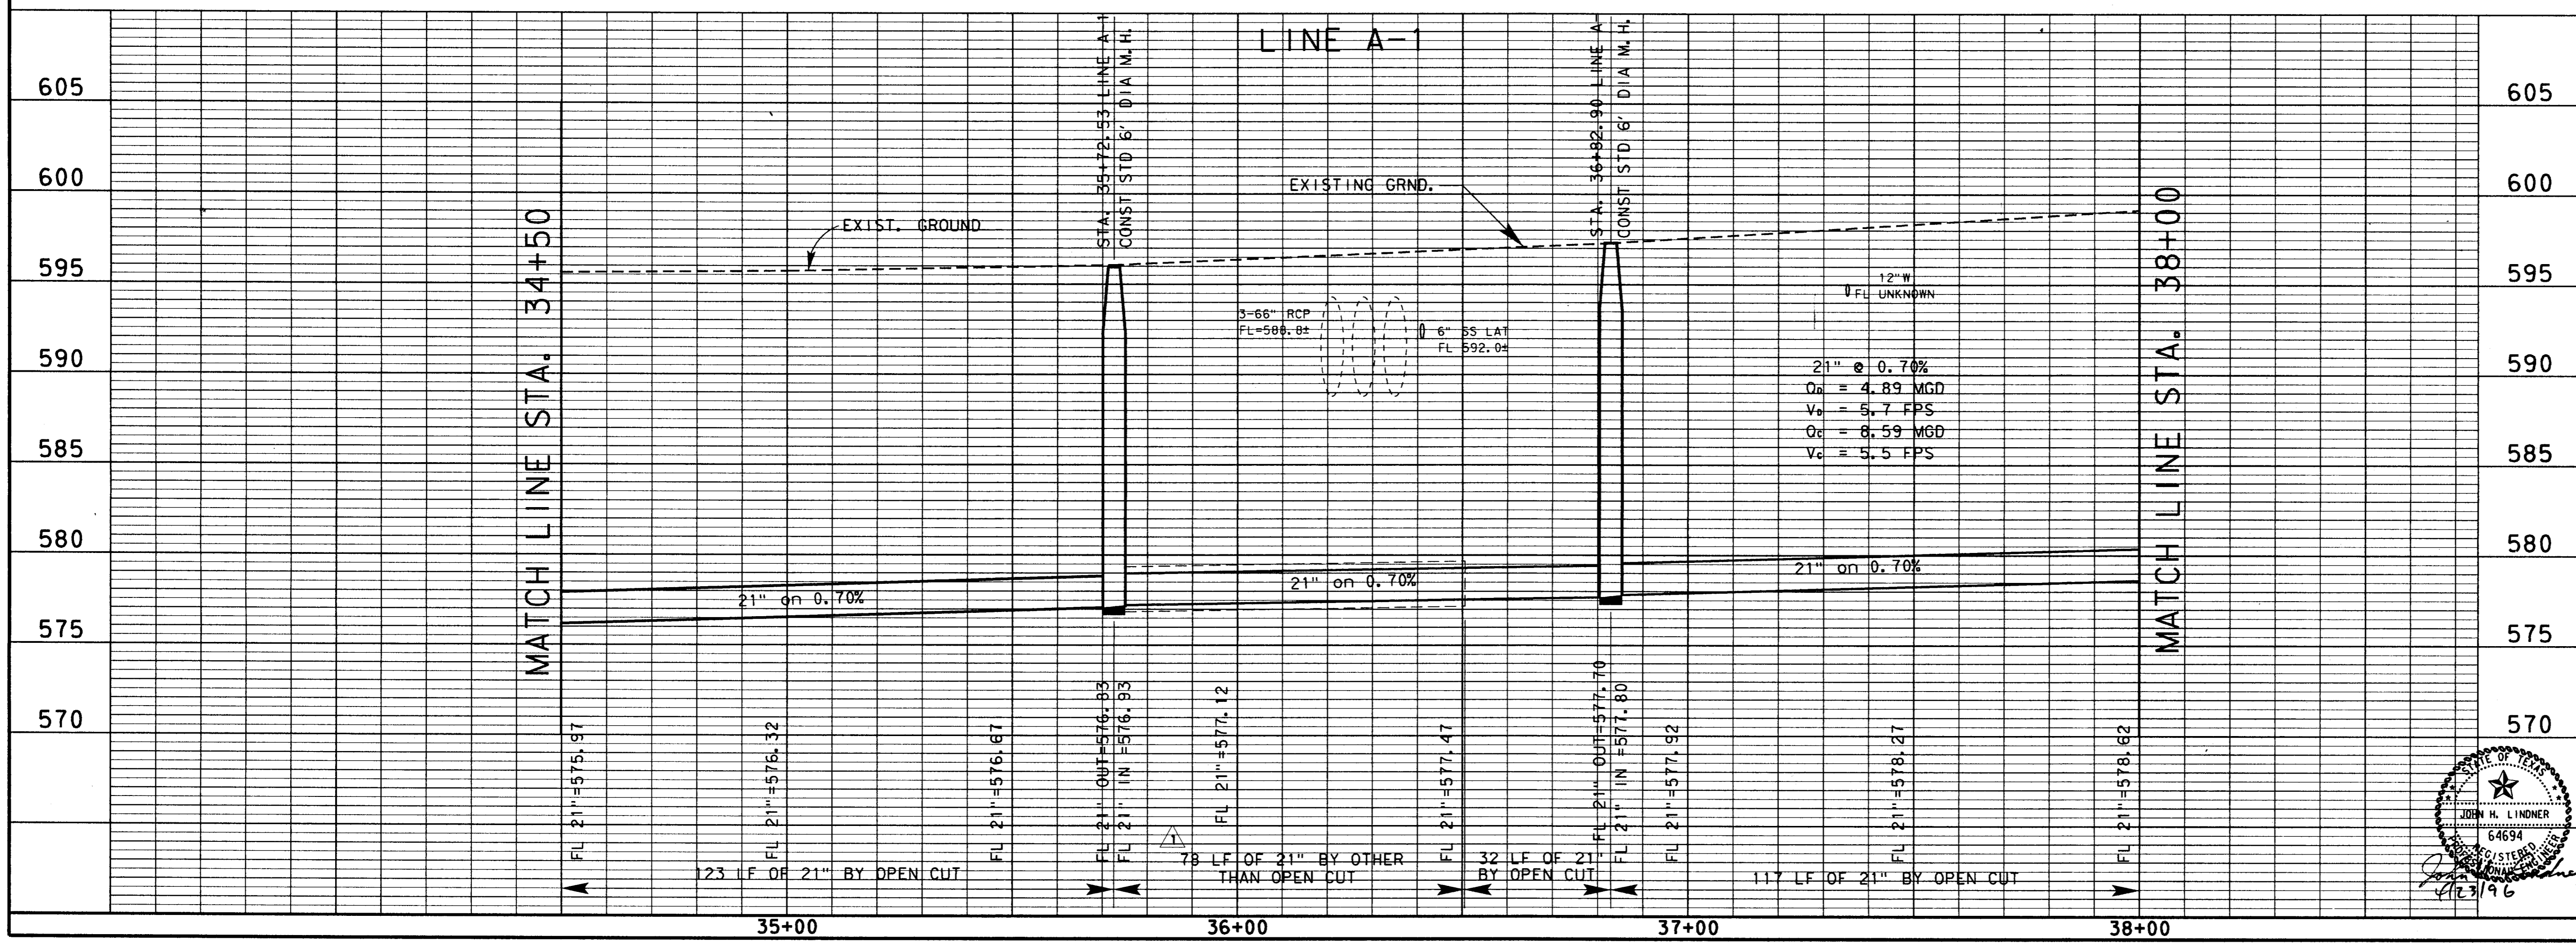 LINE A-1
605
600
595
590
585
580
575
570
605
600
595
590
585
580
575
570
MATCH LINE STA. 34+50
EXIST. GROUND
STA. 35+72.53 LINE A-1
CONST STD 6' DIA M.H.
EXISTING GRND.
STA. 36+82.90 LINE A-
CONST STD 6' DIA M.H.
3-66" RCP
FL=588.8±
6" SS LAT
FL 592.0±
12"W
FL UNKNOWN
21" @ 0.70%
QD = 4.89 MGD
VD = 5.7 FPS
QC = 8.59 MGD
VC = 5.5 FPS
MATCH LINE STA. 38+00
21" on 0.70%
21" on 0.70%
21" on 0.70%
FL 21"=575.97
FL 21"=576.32
FL 21"=576.67
FL 21" OUT=576.83
FL 21" IN =576.93
FL 21"=577.12
FL 21"=577.47
FL 21" OUT=577.70
FL 21" IN =577.80
FL 21"=577.92
FL 21"=578.27
FL 21"=578.62
123 LF OF 21" BY OPEN CUT
1
78 LF OF 21" BY OTHER
THAN OPEN CUT
32 LF OF 21"
BY OPEN CUT
117 LF OF 21" BY OPEN CUT
35+00
36+00
37+00
38+00
STATE OF TEXAS
JOHN H. LINDNER
64694
REGISTERED
PROFESSIONAL ENGINEER
John
4/23/96